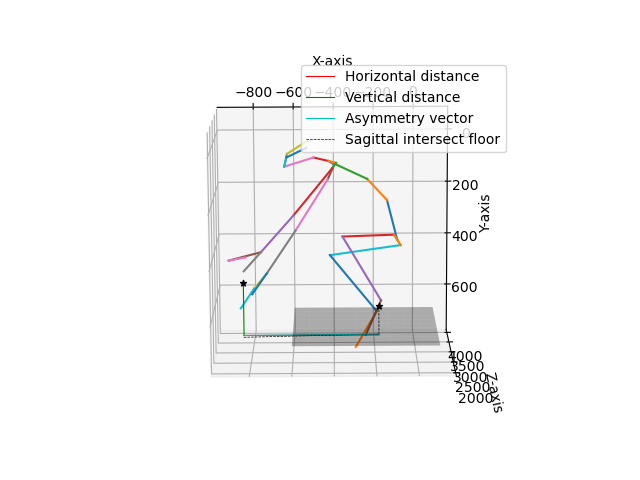 X-axis
−800 −600 −400 −200 0
Horizontal distance
Vertical distance
Asymmetry vector
Sagittal intersect floor
0
200
400
600
Y-axis
4000
3500
3000
2500
2000
Z-axis